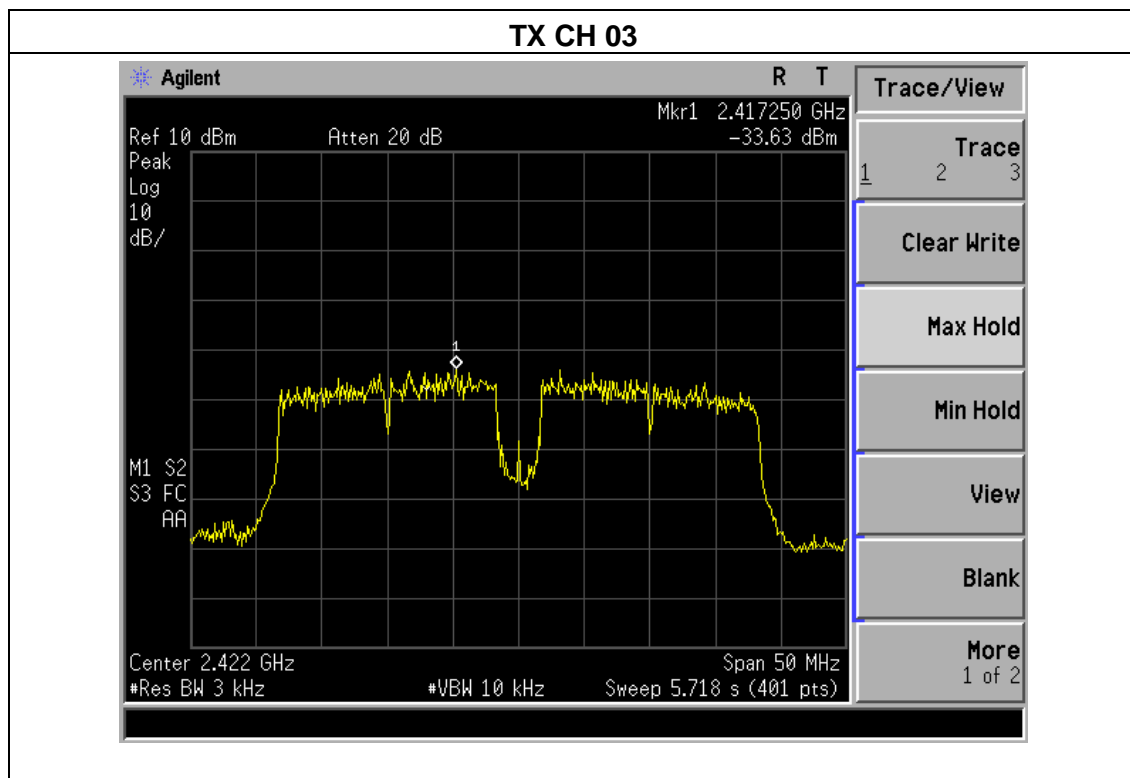 TX CH 03
Agilent
R T
Mkr1 2.417250 GHz
Ref 10 dBm Atten 20 dB -33.63 dBm
Peak
Log
10
dB/
1
M1 S2
S3 FC
AA
Center 2.422 GHz Span 50 MHz
#Res BW 3 kHz #VBW 10 kHz Sweep 5.718 s (401 pts)
Trace/View
Trace
1 2 3
Clear Write
Max Hold
Min Hold
View
Blank
More
1 of 2